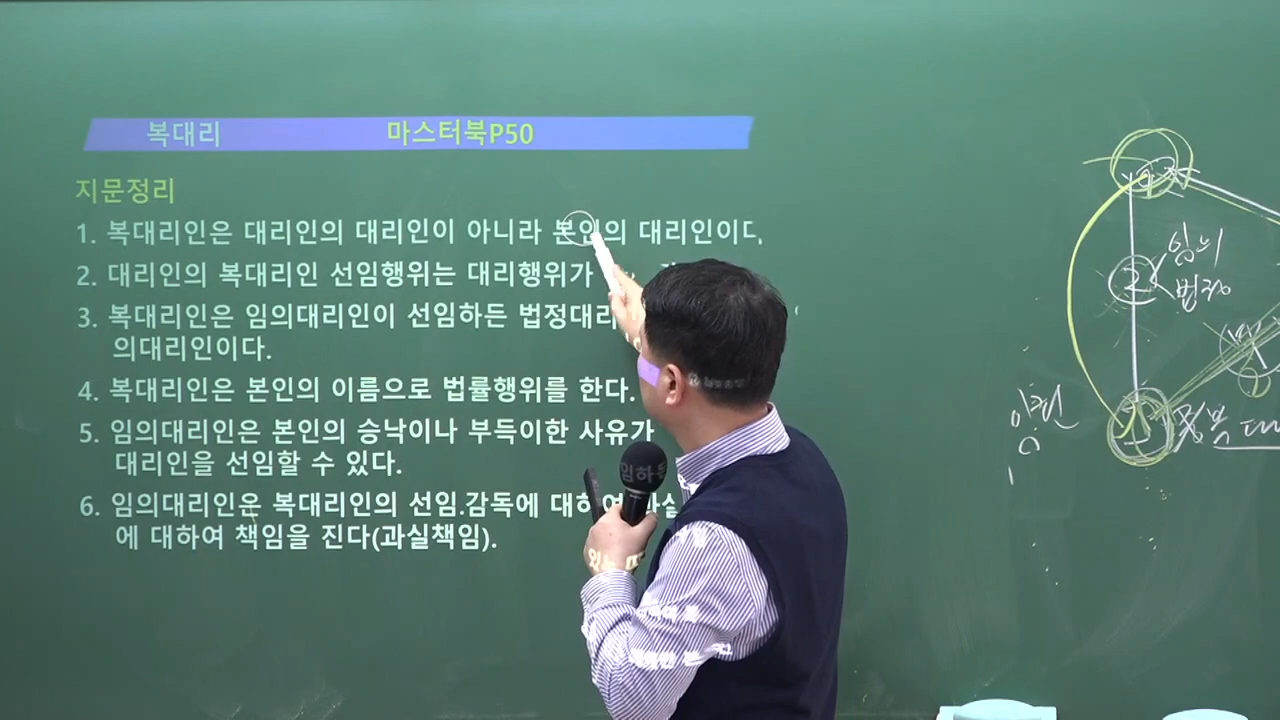 복대리 마스터북P50
지문정리
1. 복대리인은 대리인의 대리인이 아니라 본인의 대리인이다.
2. 대리인의 복대리인 선임행위는 대리행위가
3. 복대리인은 임의대리인이 선임하든 법정대리
의대리인이다.
4. 복대리인은 본인의 이름으로 법률행위를 한다.
5. 임의대리인은 본인의 승낙이나 부득이한 사유가
대리인을 선임할 수 있다.
6. 임의대리인은 복대리인의 선임.감독에 대하여
에 대하여 책임을 진다(과실책임).
임의
법정
2